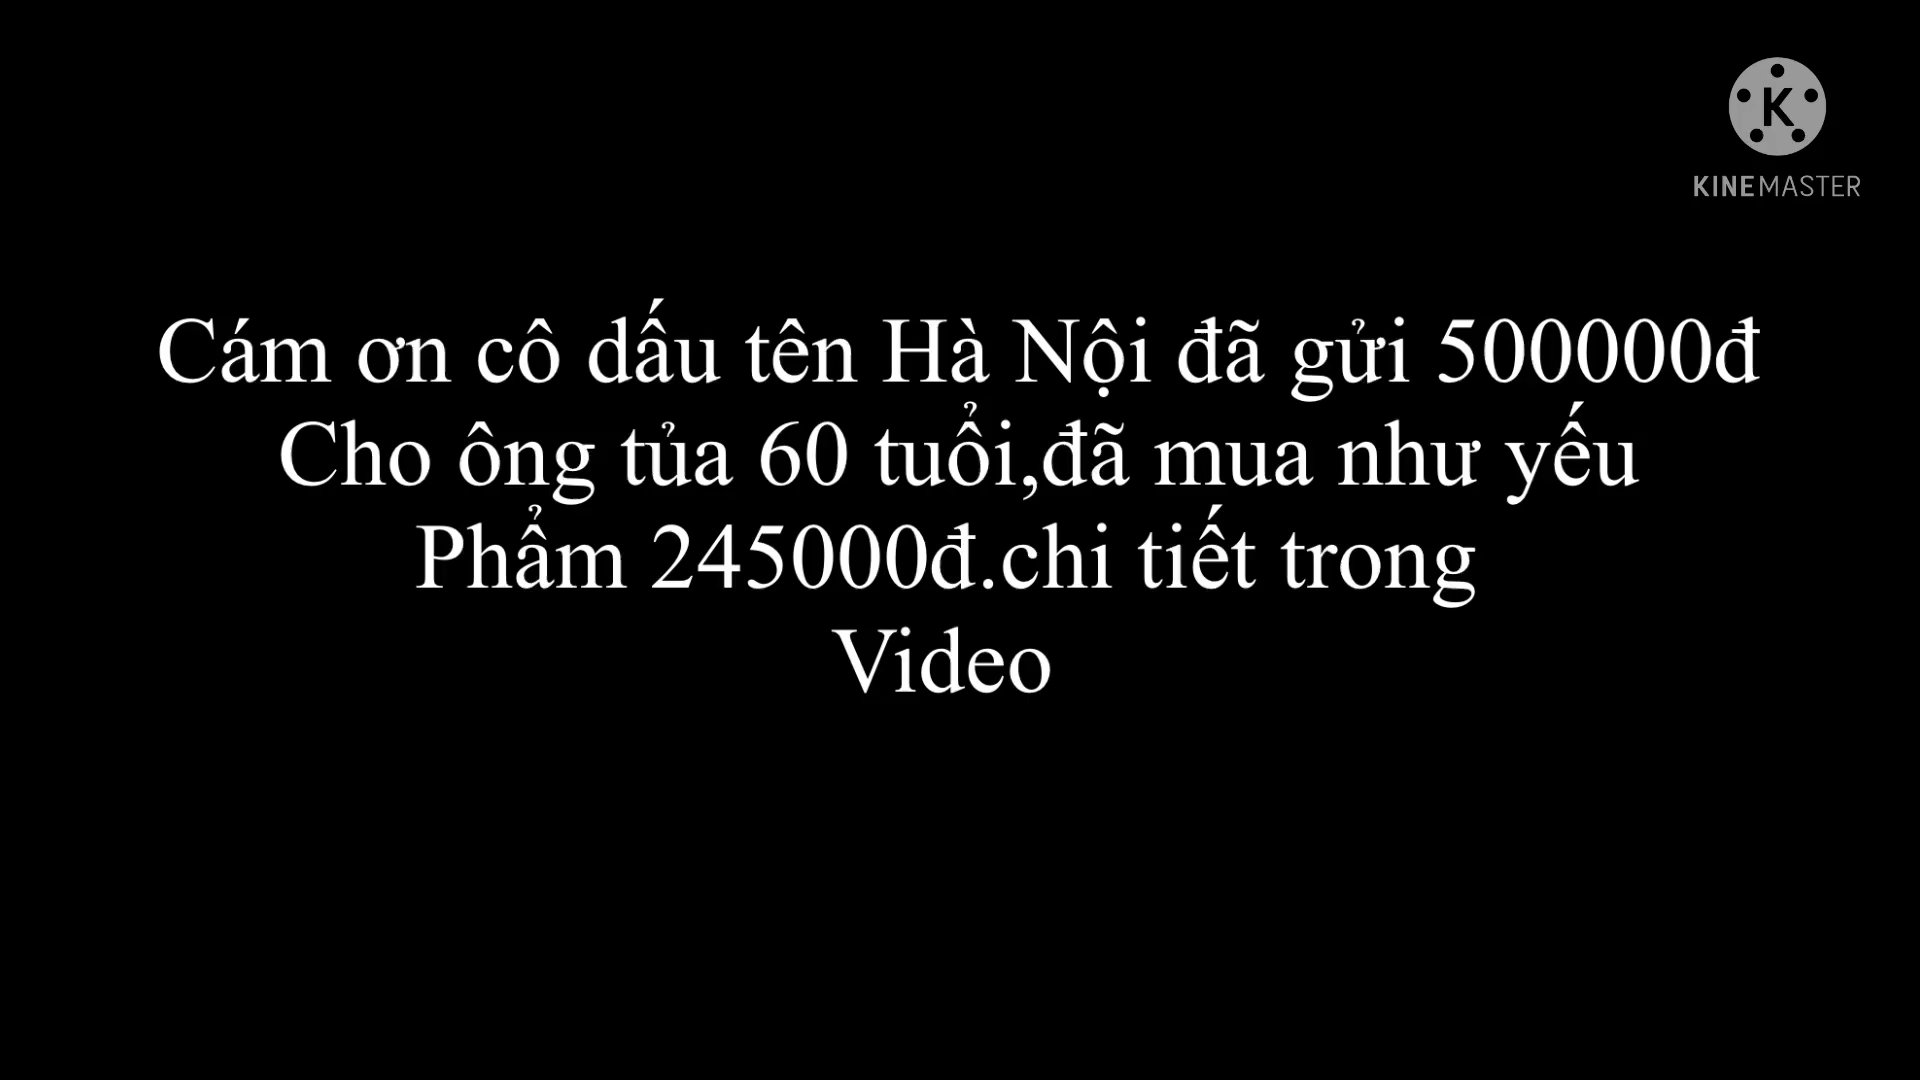 K
KINEMASTER
Cám ơn cô dấu tên Hà Nội đã gửi 500000đ
Cho ông tủa 60 tuổi,đã mua như yếu
Phẩm 245000đ.chi tiết trong
Video